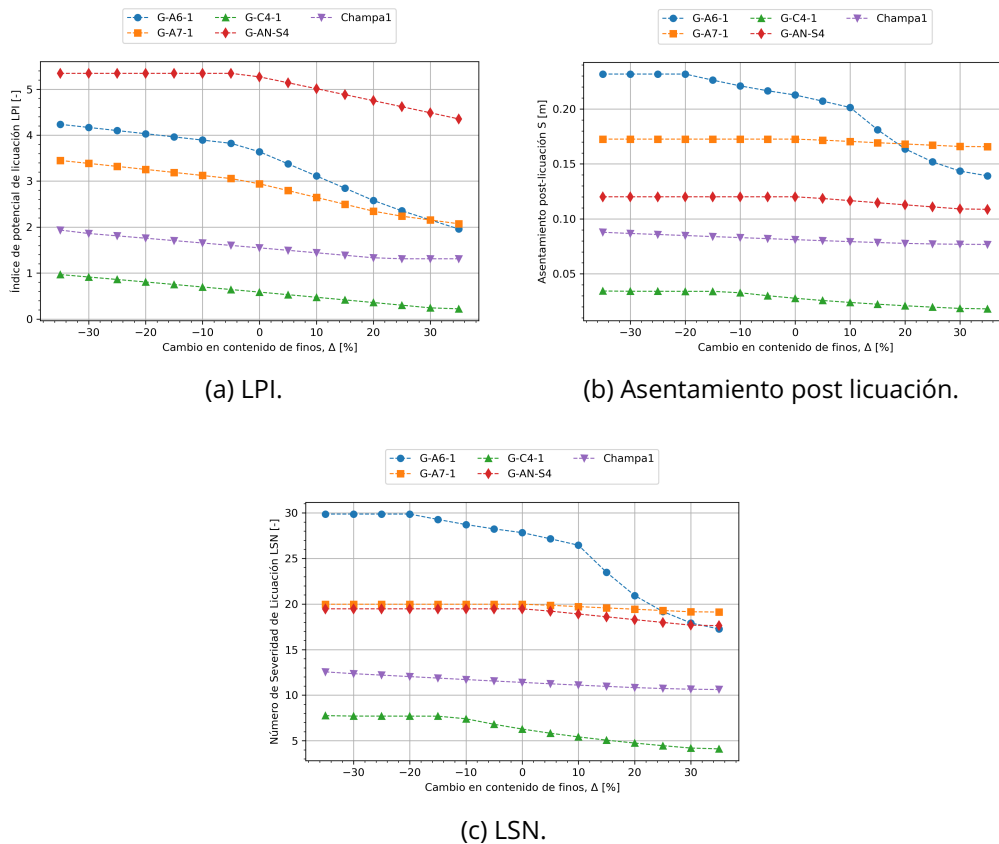 G-A6-1 G-C4-1 Champa1
G-A7-1 G-AN-S4
Índice de potencial de licuación LPI [-]
5
4
3
2
1
0
−30 −20 −10 0 10 20 30
Cambio en contenido de finos, Δ [%]
(a) LPI.
G-A6-1 G-C4-1 Champa1
G-A7-1 G-AN-S4
Asentamiento post-licuación S [m]
0.20
0.15
0.10
0.05
−30 −20 −10 0 10 20 30
Cambio en contenido de finos, Δ [%]
(b) Asentamiento post licuación.
G-A6-1 G-C4-1 Champa1
G-A7-1 G-AN-S4
Número de Severidad de Licuación LSN [-]
30
25
20
15
10
5
−30 −20 −10 0 10 20 30
Cambio en contenido de finos, Δ [%]
(c) LSN.